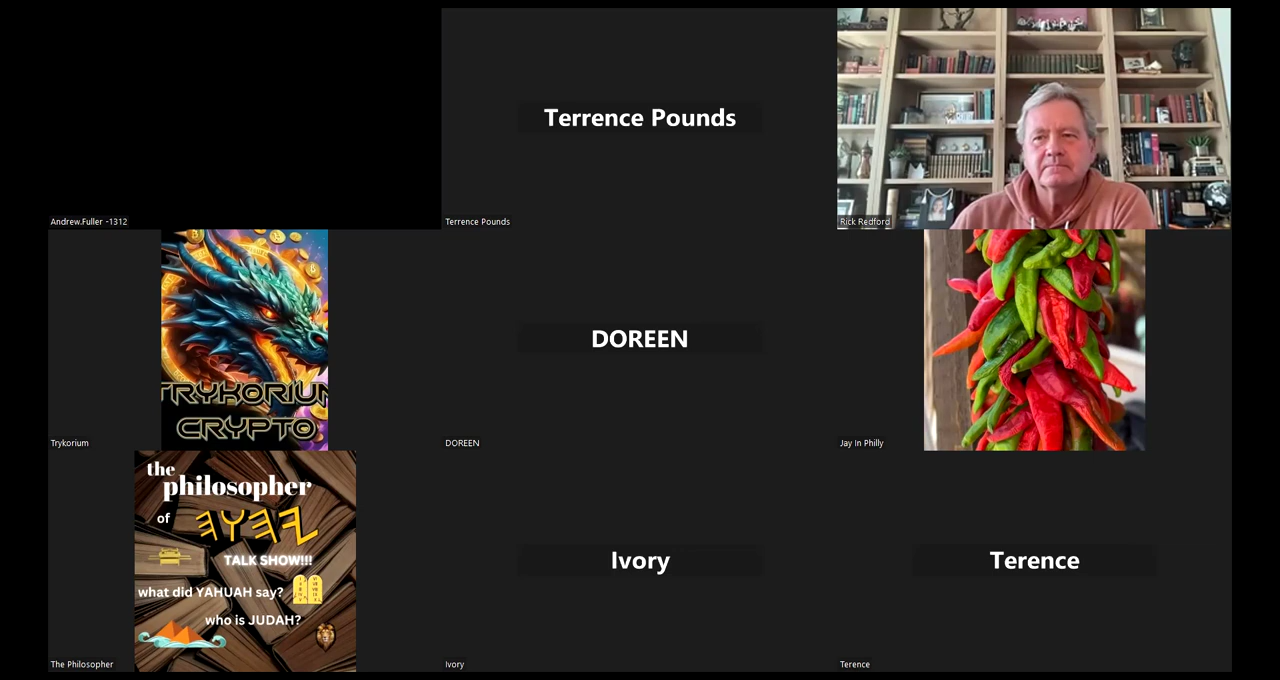 Terrence Pounds
Andrew.Fuller -1312
Terrence Pounds
Rick Redford
TRYKORIUM
CRYPTO
DOREEN
Trykorium
DOREEN
Jay In Philly
the
philosopher
of 𐤉𐤄𐤅𐤄
TALK SHOW!!!
what did YAHUAH say?
who is JUDAH?
Ivory
Terence
The Philosopher
Ivory
Terence